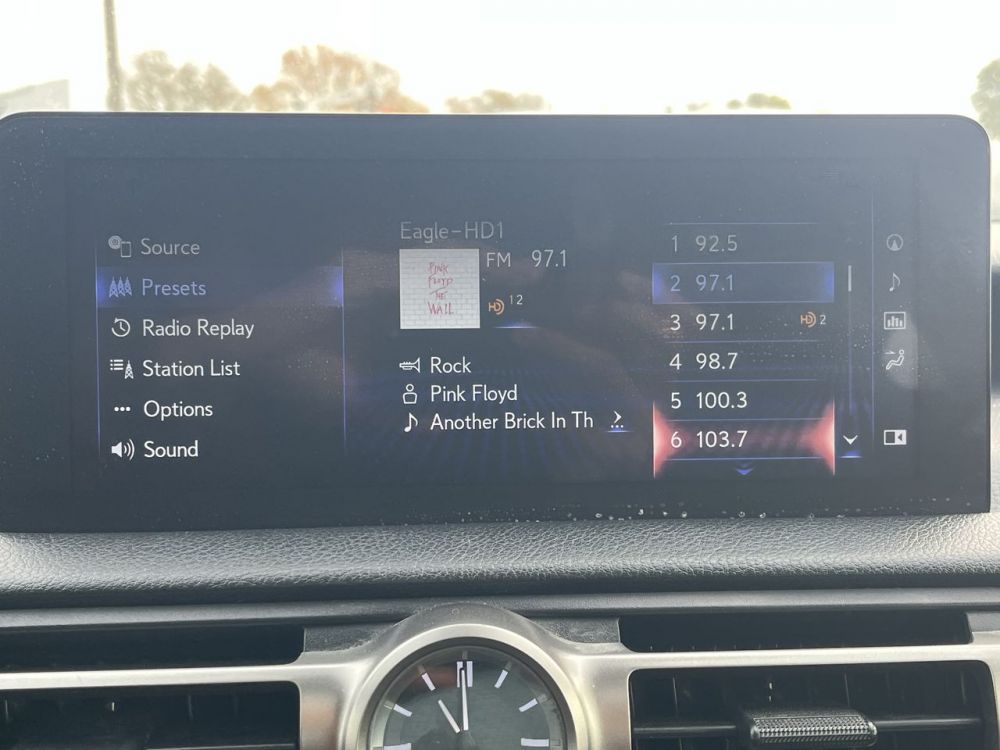 Source
Presets
Radio Replay
Station List
Options
Sound
Eagle-HD1
FM 97.1
HD 1 2
PINK
FLOYD
THE
WALL
Rock
Pink Floyd
Another Brick In Th
1 92.5
2 97.1
3 97.1 HD 2
4 98.7
5 100.3
6 103.7